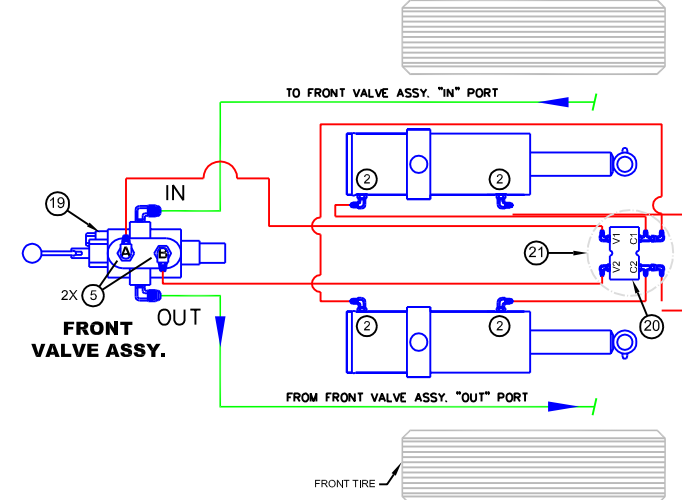 TO FRONT VALVE ASSY. "IN" PORT
2
2
IN
19
A
B
V1
C1
21
V2
C2
2X
5
OUT
20
FRONT
VALVE ASSY.
2
2
FROM FRONT VALVE ASSY. "OUT" PORT
FRONT TIRE